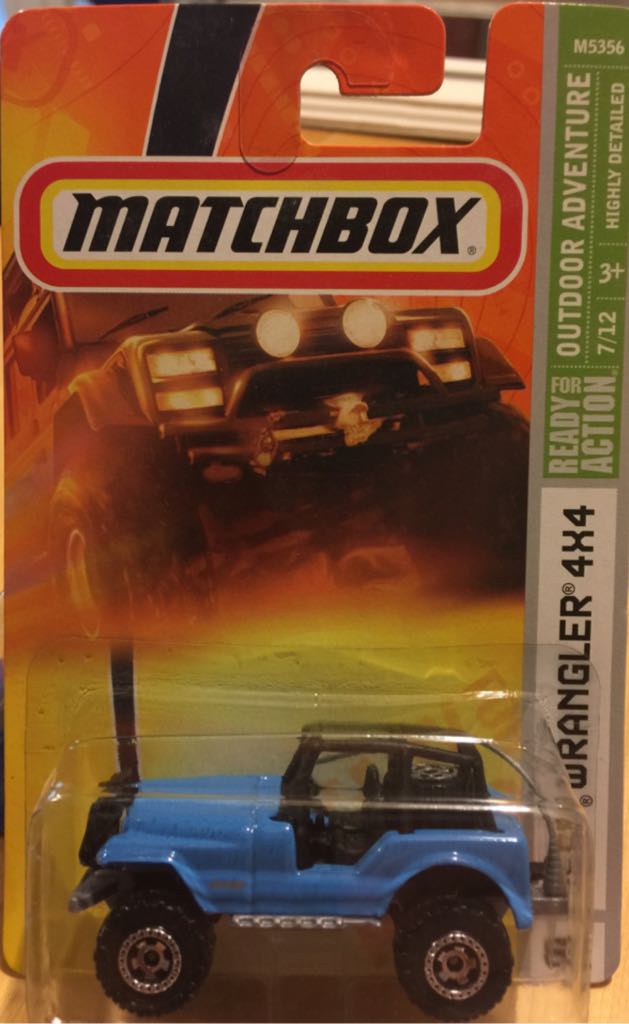 MATCHBOX®
M5356
OUTDOOR ADVENTURE
HIGHLY DETAILED
3+
7/12
READY FOR ACTION®
® WRANGLER® 4X4